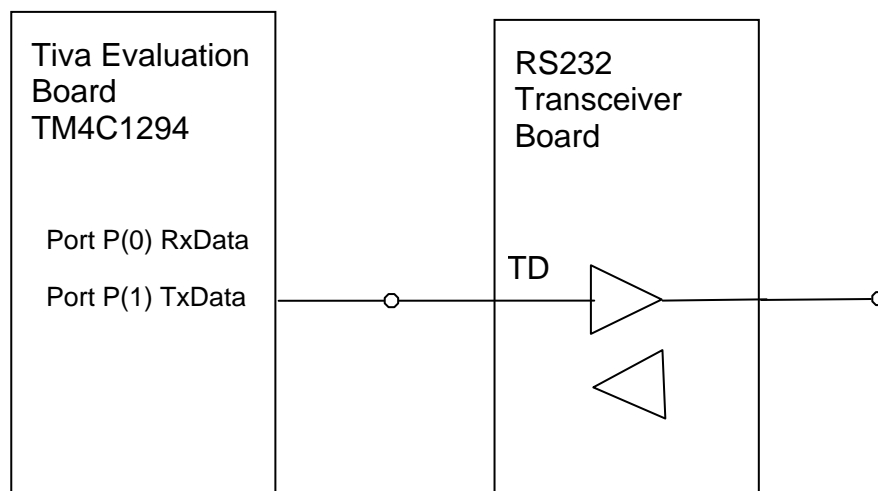 Tiva Evaluation
Board
TM4C1294
RS232
Transceiver
Board
Port P(0) RxData
Port P(1) TxData
TD